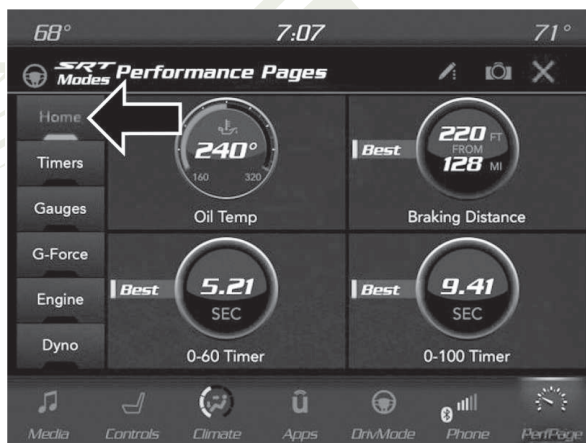 68° 7:07 71°
SRT Modes Performance Pages
Home
Timers
Gauges
G-Force
Engine
Dyno
240°
160 320
Oil Temp
Best 220 FT
FROM
128 MI
Braking Distance
Best 5.21
SEC
0-60 Timer
Best 9.41
SEC
0-100 Timer
Media Controls Climate Apps DrivMode Phone PerfPage